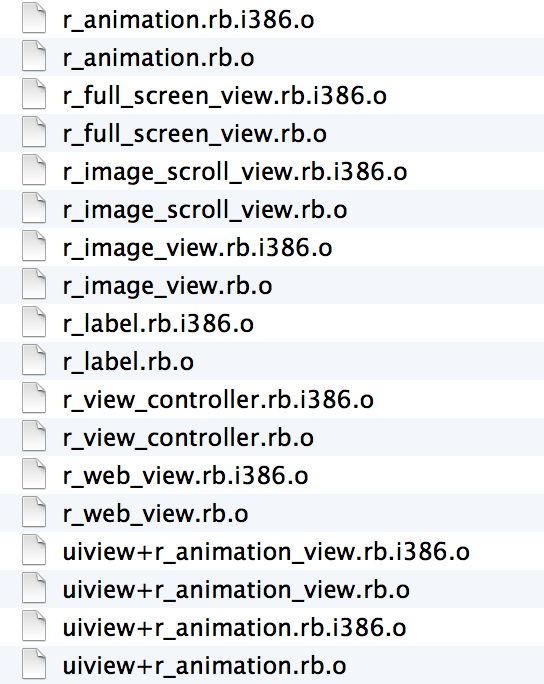 r_animation.rb.i386.o
r_animation.rb.o
r_full_screen_view.rb.i386.o
r_full_screen_view.rb.o
r_image_scroll_view.rb.i386.o
r_image_scroll_view.rb.o
r_image_view.rb.i386.o
r_image_view.rb.o
r_label.rb.i386.o
r_label.rb.o
r_view_controller.rb.i386.o
r_view_controller.rb.o
r_web_view.rb.i386.o
r_web_view.rb.o
uiview+r_animation_view.rb.i386.o
uiview+r_animation_view.rb.o
uiview+r_animation.rb.i386.o
uiview+r_animation.rb.o